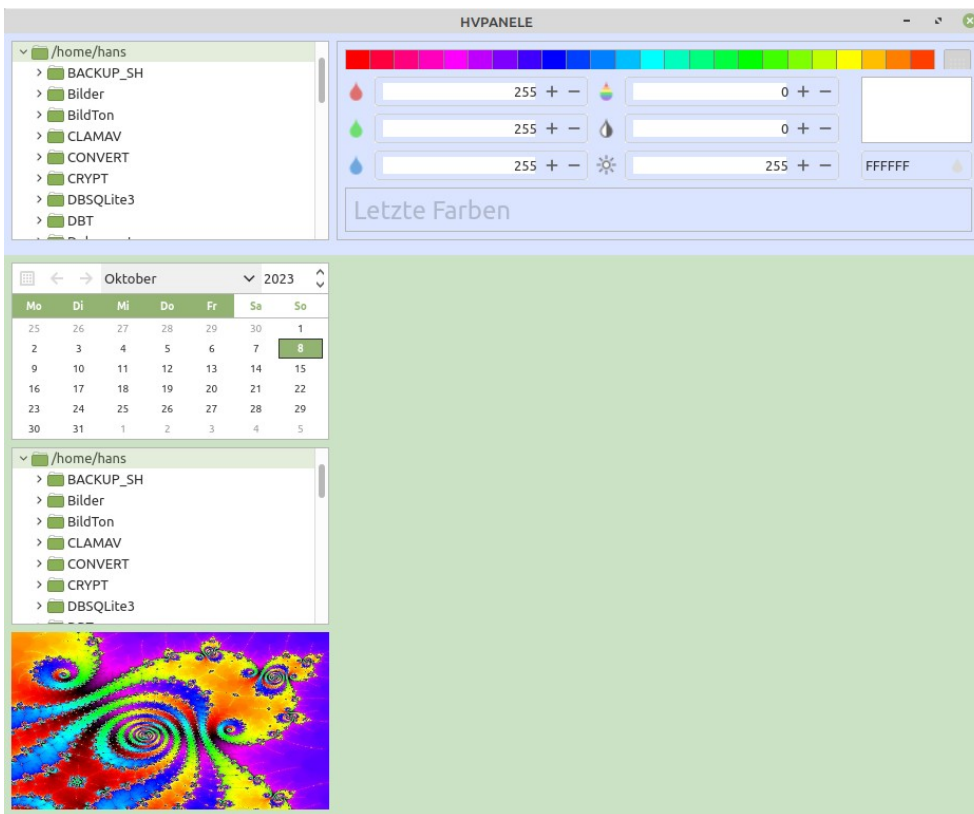 HVPANELE
/home/hans
BACKUP_SH
Bilder
BildTon
CLAMAV
CONVERT
CRYPT
DBSQLite3
DBT
255 + − 0 + −
255 + − 0 + −
255 + − 255 + − FFFFFF
Letzte Farben
Oktober 2023
Mo Di Mi Do Fr Sa So
25 26 27 28 29 30 1
2 3 4 5 6 7 8
9 10 11 12 13 14 15
16 17 18 19 20 21 22
23 24 25 26 27 28 29
30 31 1 2 3 4 5
/home/hans
BACKUP_SH
Bilder
BildTon
CLAMAV
CONVERT
CRYPT
DBSQLite3